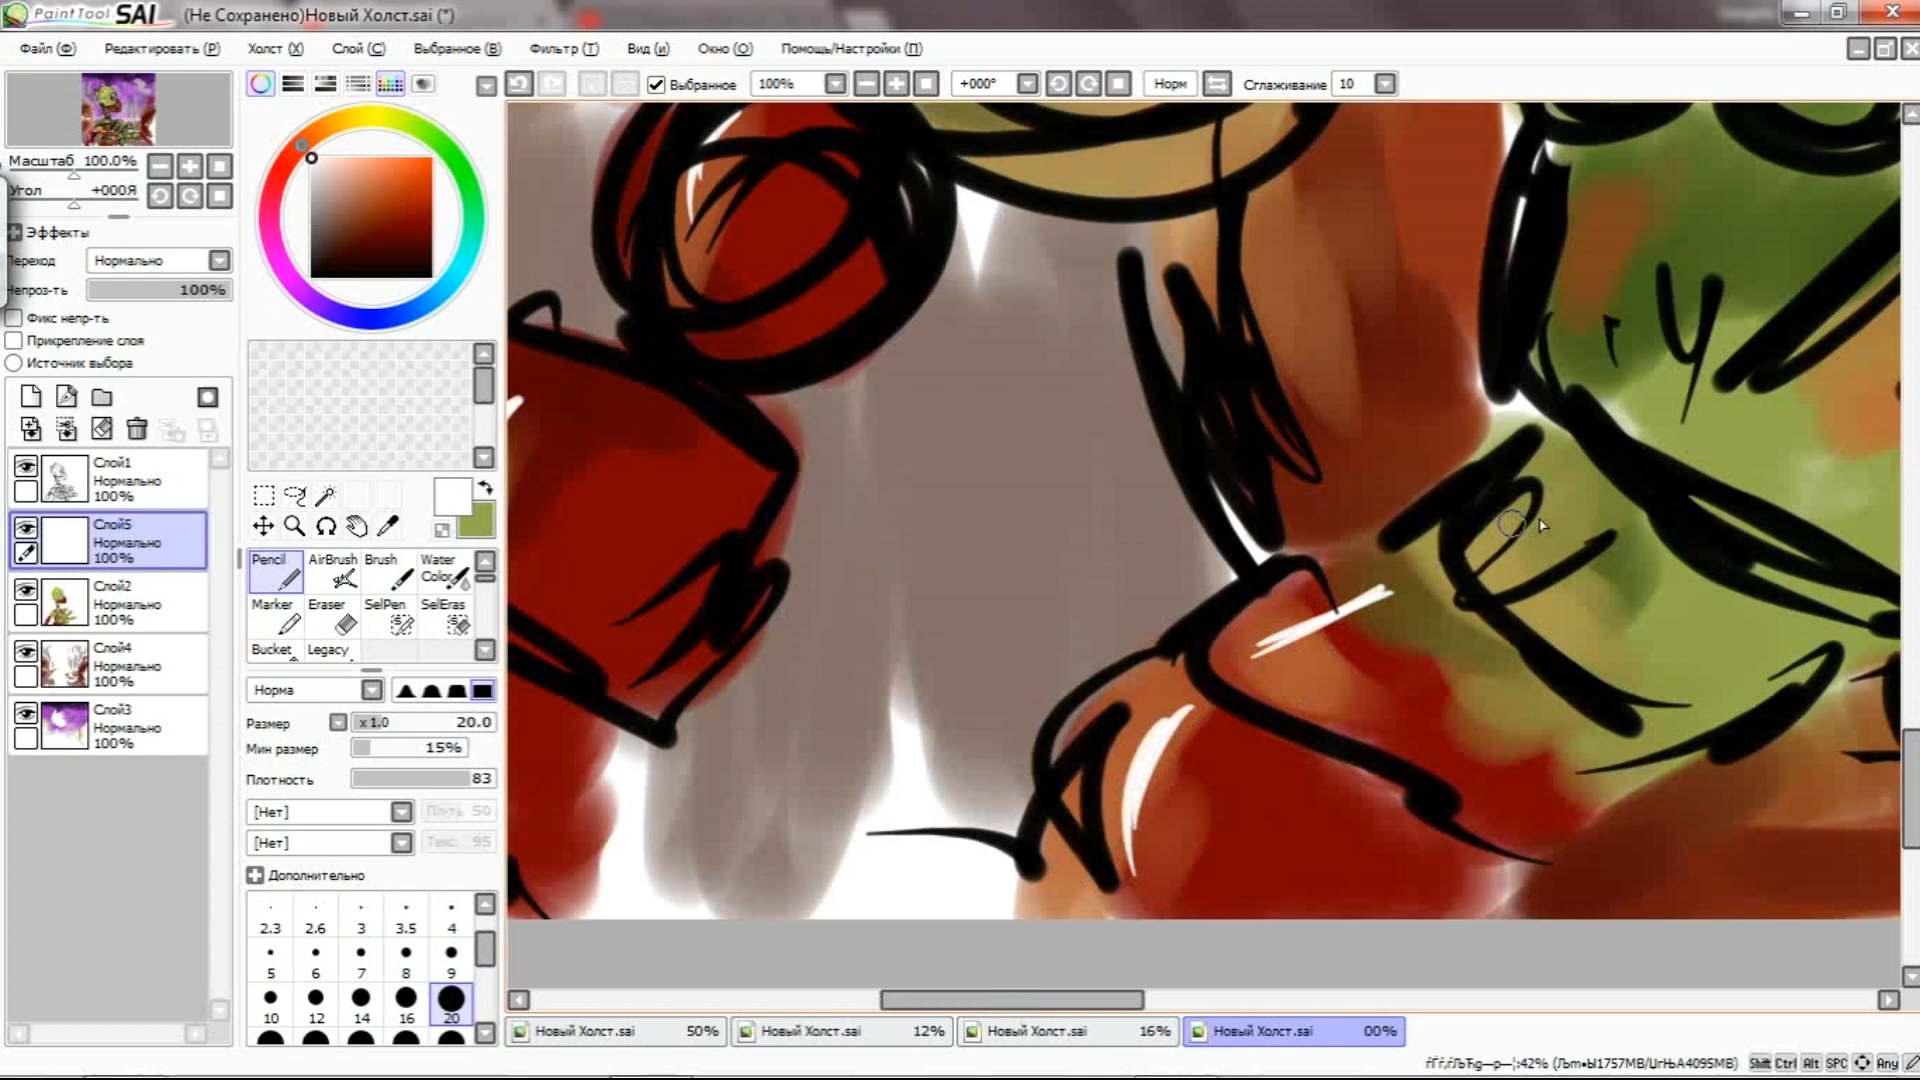 PaintTool SAI (Не Сохранено)Новый Холст.sai (*)
Файл (Ф) Редактировать (Р) Холст (Х) Слой (С) Выбранное (В) Фильтр (Т) Вид (и) Окно (О) Помощь/Настройки (П)
Выбранное 100% +000° Норм Сглаживание 10
Масштаб 100.0%
Угол +000Я
Эффекты
Переход Нормально
Непроз-ть 100%
Фикс непр-ть
Прикрепление слоя
Источник выбора
Слой1
Нормально
100%
Слой5
Нормально
100%
Слой2
Нормально
100%
Слой4
Нормально
100%
Слой3
Нормально
100%
Pencil AirBrush Brush Water Color
Marker Eraser SelPen SelEras
Bucket Legacy
Норма
Размер x 1.0 20.0
Мин размер 15%
Плотность 83
[Нет] Пл-ть 50
[Нет] Текс 95
Дополнительно
2.3 2.6 3 3.5 4
5 6 7 8 9
10 12 14 16 20
Новый Холст.sai 50% Новый Холст.sai 12% Новый Холст.sai 16% Новый Холст.sai 00%
Shift Ctrl Alt SPC Any